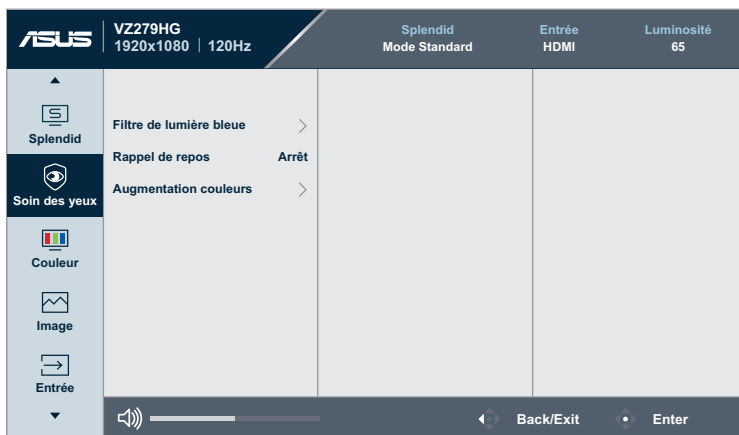 ASUS
VZ279HG
1920x1080 | 120Hz
Splendid
Mode Standard
Entrée
HDMI
Luminosité
65
Splendid
Soin des yeux
Couleur
Image
Entrée
Filtre de lumière bleue
Rappel de repos Arrêt
Augmentation couleurs
Back/Exit
Enter